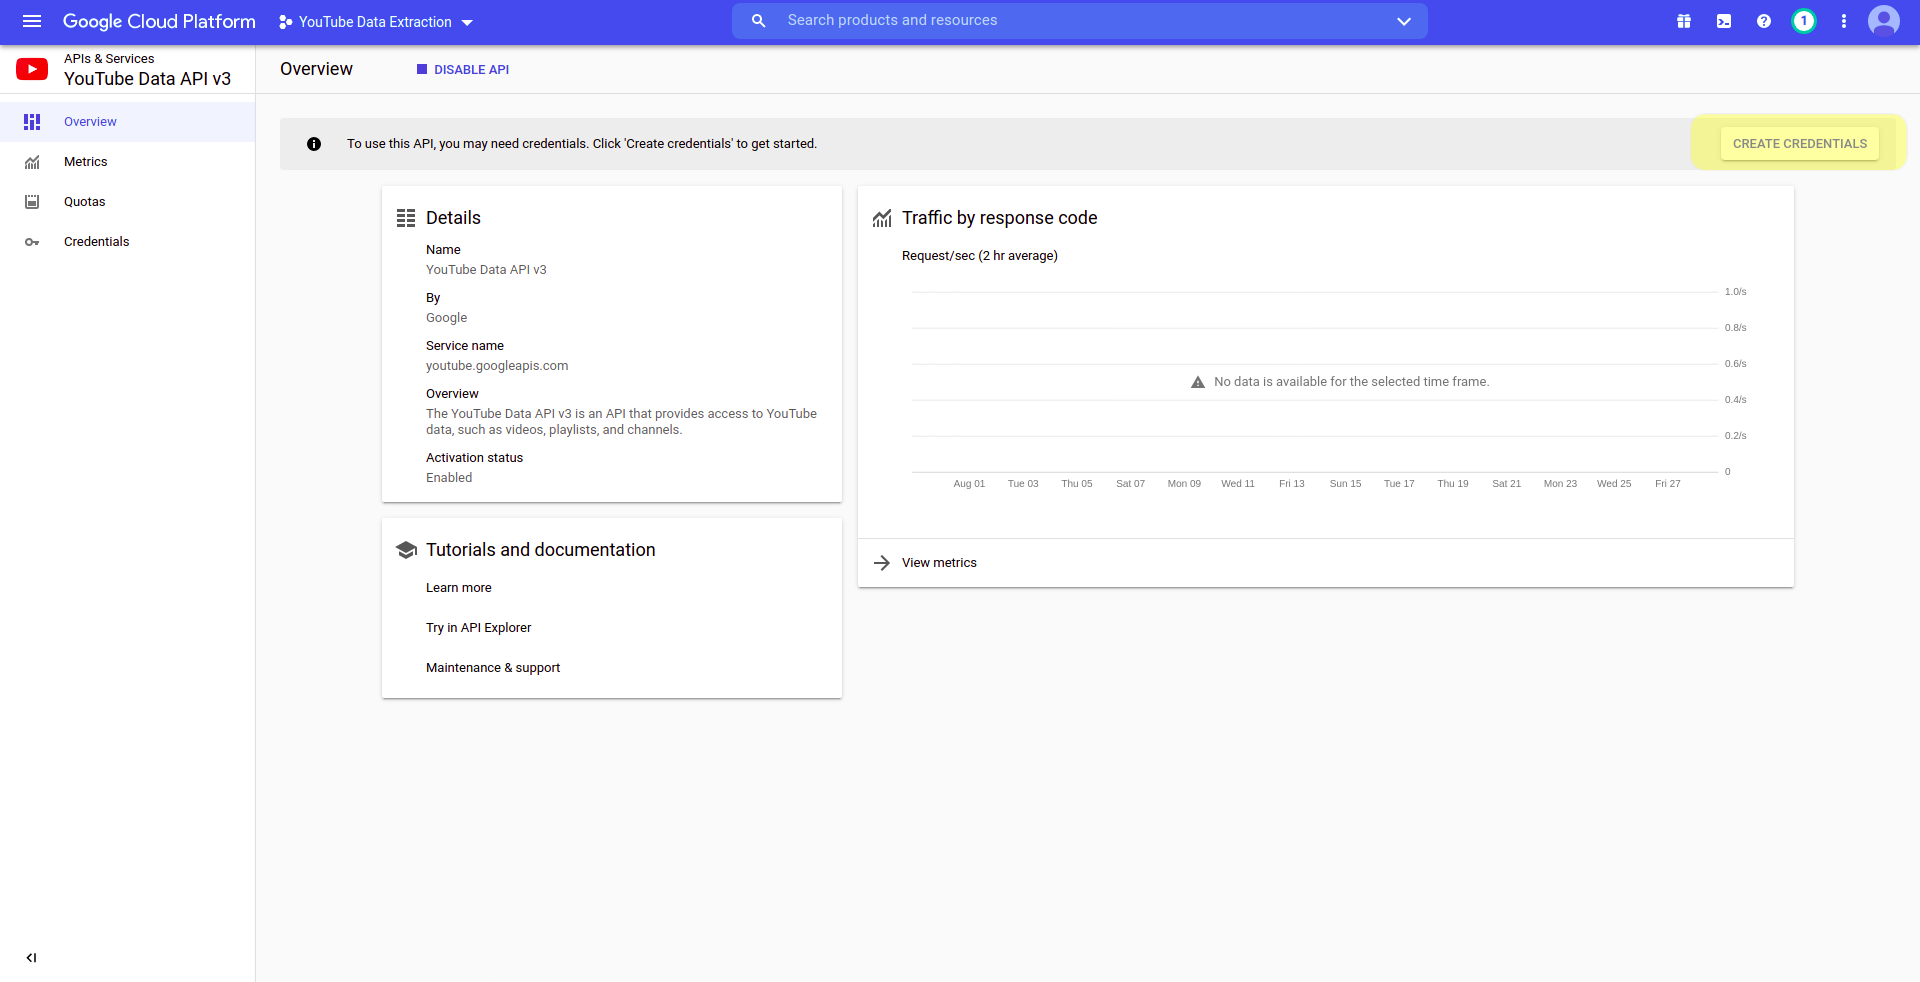 Google Cloud Platform
YouTube Data Extraction
Search products and resources
1
APIs & Services
YouTube Data API v3
Overview
DISABLE API
Overview
Metrics
Quotas
Credentials
To use this API, you may need credentials. Click 'Create credentials' to get started.
CREATE CREDENTIALS
Details
Name
YouTube Data API v3
By
Google
Service name
youtube.googleapis.com
Overview
The YouTube Data API v3 is an API that provides access to YouTube
data, such as videos, playlists, and channels.
Activation status
Enabled
Tutorials and documentation
Learn more
Try in API Explorer
Maintenance & support
Traffic by response code
Request/sec (2 hr average)
1.0/s
0.8/s
0.6/s
No data is available for the selected time frame.
0.4/s
0.2/s
0
Aug 01 Tue 03 Thu 05 Sat 07 Mon 09 Wed 11 Fri 13 Sun 15 Tue 17 Thu 19 Sat 21 Mon 23 Wed 25 Fri 27
View metrics